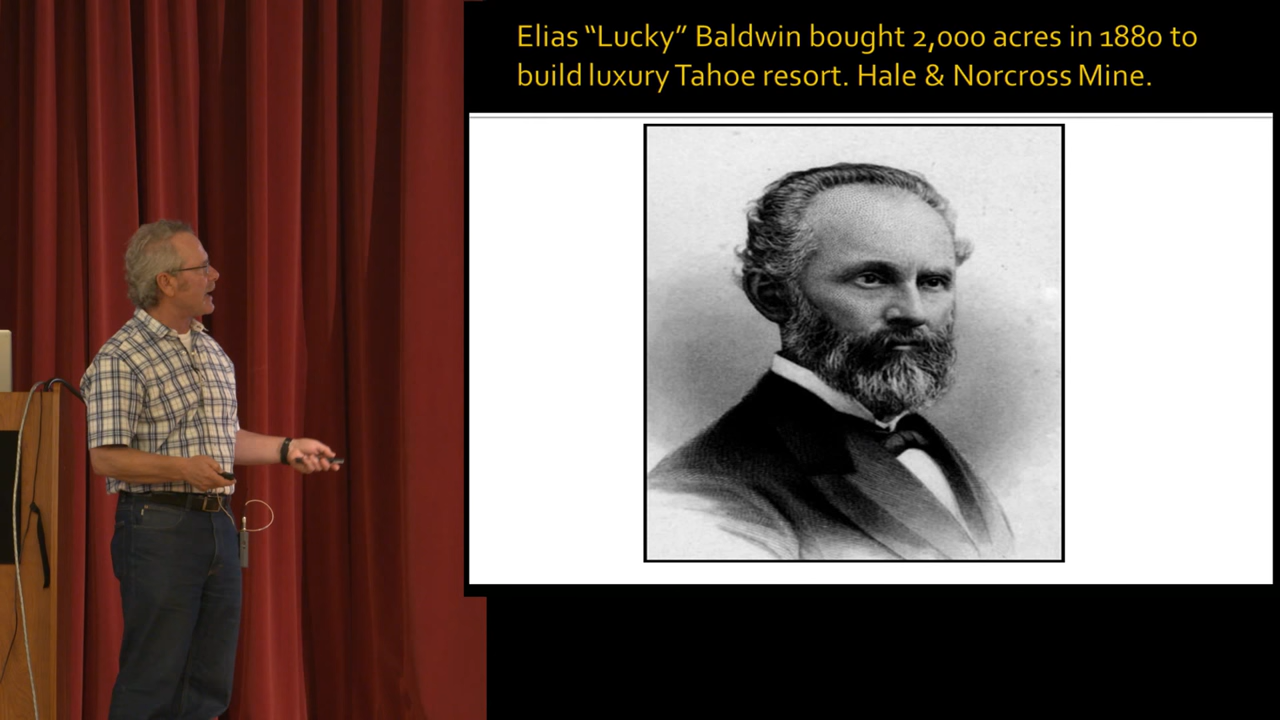 Elias “Lucky” Baldwin bought 2,000 acres in 1880 to
build luxury Tahoe resort. Hale & Norcross Mine.